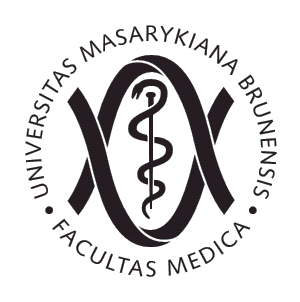 UNIVERSITAS MASARYKIANA BRUNENSIS
• FACULTAS MEDICA •